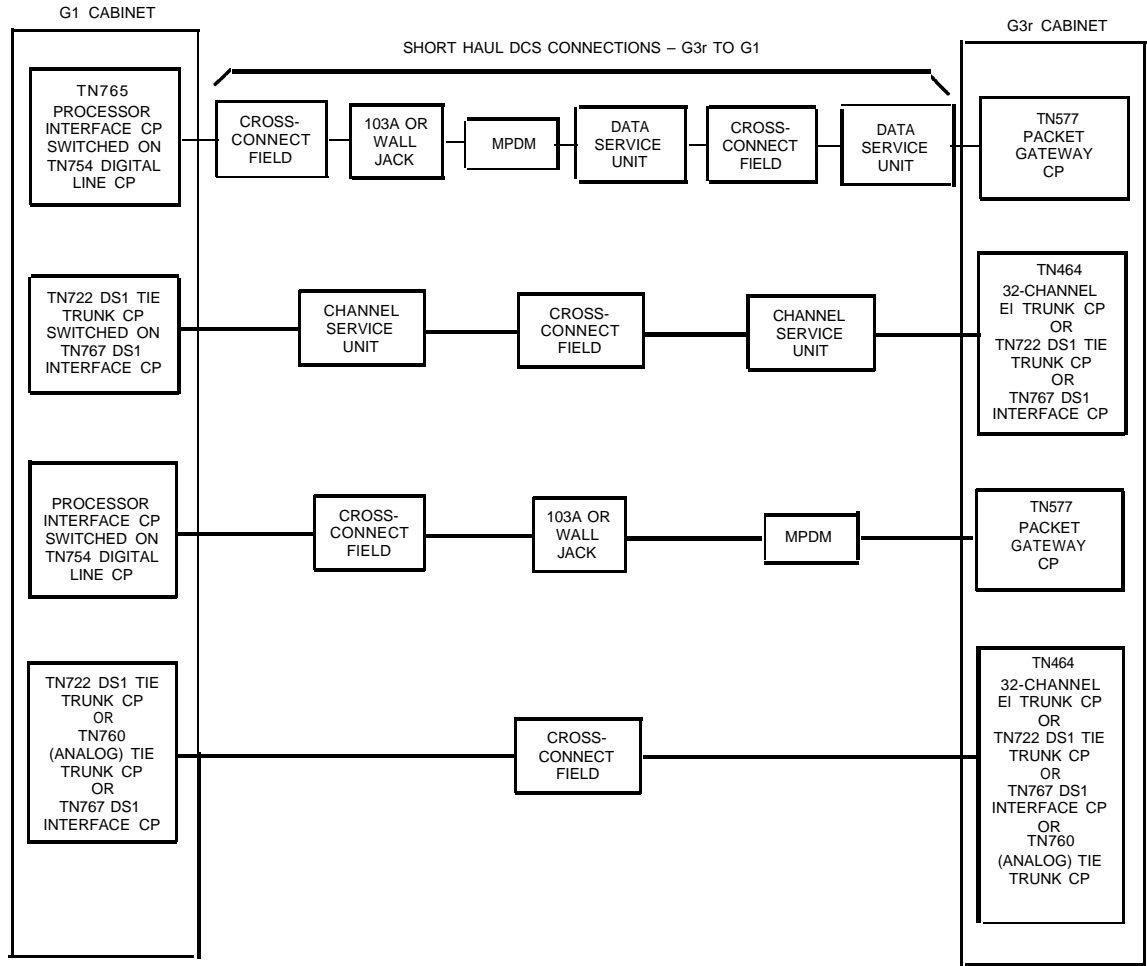 G1 CABINET
G3r CABINET
SHORT HAUL DCS CONNECTIONS – G3r TO G1
TN765
PROCESSOR
INTERFACE CP
SWITCHED ON
TN754 DIGITAL
LINE CP
CROSS-
CONNECT
FIELD
103A OR
WALL
JACK
MPDM
DATA
SERVICE
UNIT
CROSS-
CONNECT
FIELD
DATA
SERVICE
UNIT
TN577
PACKET
GATEWAY
CP
TN722 DS1 TIE
TRUNK CP
SWITCHED ON
TN767 DS1
INTERFACE CP
CHANNEL
SERVICE
UNIT
CROSS-
CONNECT
FIELD
CHANNEL
SERVICE
UNIT
TN464
32-CHANNEL
EI TRUNK CP
OR
TN722 DS1 TIE
TRUNK CP
OR
TN767 DS1
INTERFACE CP
PROCESSOR
INTERFACE CP
SWITCHED ON
TN754 DIGITAL
LINE CP
CROSS-
CONNECT
FIELD
103A OR
WALL
JACK
MPDM
TN577
PACKET
GATEWAY
CP
TN722 DS1 TIE
TRUNK CP
OR
TN760
(ANALOG) TIE
TRUNK CP
OR
TN767 DS1
INTERFACE CP
CROSS-
CONNECT
FIELD
TN464
32-CHANNEL
EI TRUNK CP
OR
TN722 DS1 TIE
TRUNK CP
OR
TN767 DS1
INTERFACE CP
OR
TN760
(ANALOG) TIE
TRUNK CP